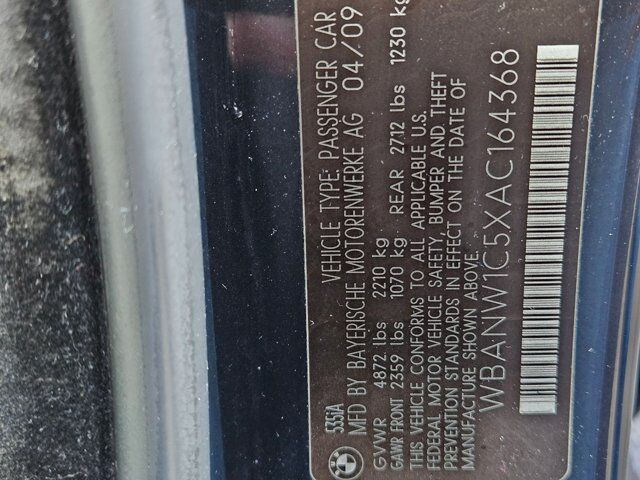 5351A
VEHICLE TYPE: PASSENGER CAR
MFD BY BAYERISCHE MOTORENWERKE AG 04/09
GVWR 4872 lbs 2210 kg
GAWR FRONT 2359 lbs 1070 kg REAR 2712 lbs 1230 kg
THIS VEHICLE CONFORMS TO ALL APPLICABLE U.S.
FEDERAL MOTOR VEHICLE SAFETY, BUMPER AND THEFT
PREVENTION STANDARDS IN EFFECT ON THE DATE OF
MANUFACTURE SHOWN ABOVE.
WBANW1C5XAC164368